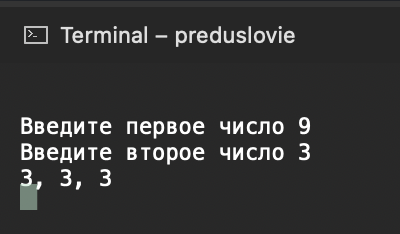 Terminal – preduslovie
Введите первое число 9
Введите второе число 3
3, 3, 3